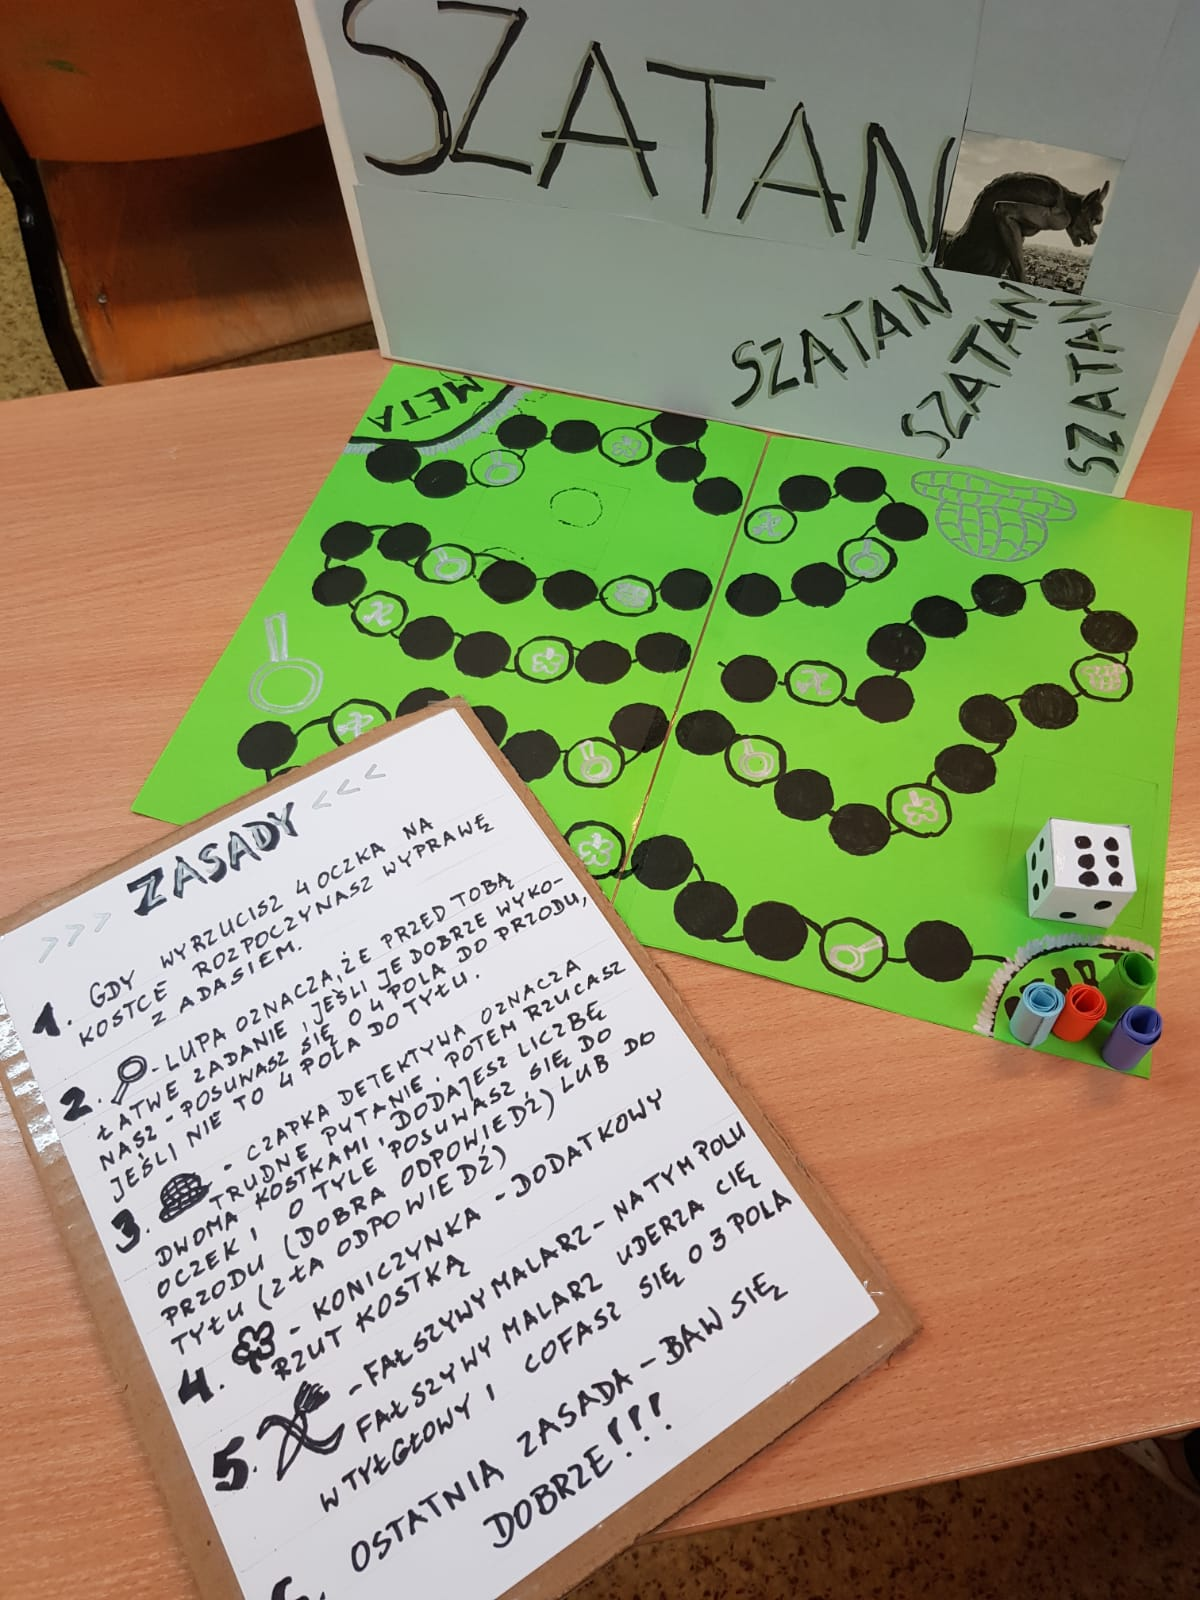 SZATAN
SZATAN
SZATAN
SZATAN
META
>>> ZASADY <<<
1. GDY WYRZUCISZ 4 OCZKA NA
KOSTCE ROZPOCZYNASZ WYPRAWĘ
Z ADASIEM.
2. - LUPA OZNACZA, ŻE PRZED TOBĄ
ŁATWE ZADANIE, JEŚLI JE DOBRZE WYKO-
NASZ - POSUWASZ SIĘ O 4 POLA DO PRZODU,
JEŚLI NIE TO 4 POLA DO TYŁU.
3. - CZAPKA DETEKTYWA OZNACZA
TRUDNE PYTANIE. POTEM RZUCASZ
DWOMA KOSTKAMI, DODAJESZ LICZBĘ
OCZEK I O TYLE POSUWASZ SIĘ DO
PRZODU (DOBRA ODPOWIEDŹ) LUB DO
TYŁU (ZŁA ODPOWIEDŹ)
4. - KONICZYNKA - DODATKOWY
RZUT KOSTKĄ
5. - FAŁSZYWY MALARZ - NA TYM POLU
FAŁSZYWY MALARZ UDERZA CIĘ
W TYŁ GŁOWY I COFASZ SIĘ O 3 POLA
6. OSTATNIA ZASADA - BAW SIĘ
DOBRZE!!!